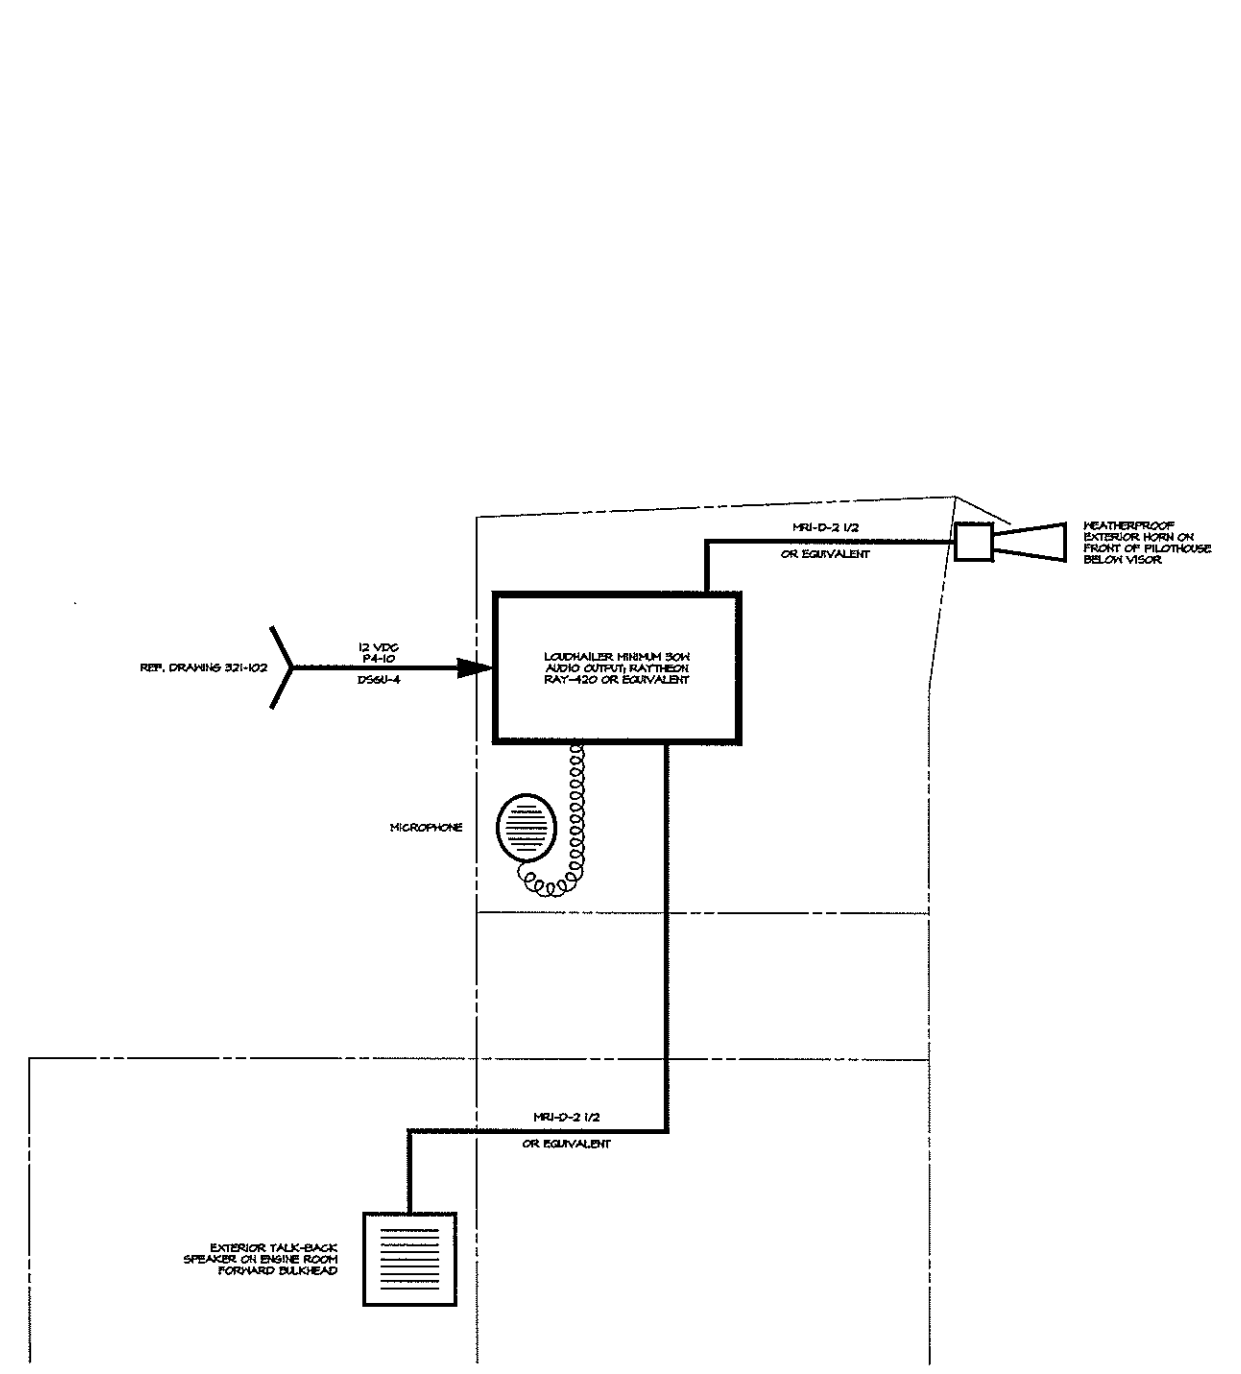 MRI-D-2 1/2
OR EQUIVALENT
WEATHERPROOF
EXTERIOR HORN ON
FRONT OF PILOTHOUSE
BELOW VISOR
REF. DRAWING 321-102
12 VDC
P4-10
DSGU-4
LOUDHAILER MINIMUM 30W
AUDIO OUTPUT; RAYTHEON
RAY-420 OR EQUIVALENT
MICROPHONE
MRI-D-2 1/2
OR EQUIVALENT
EXTERIOR TALK-BACK
SPEAKER ON ENGINE ROOM
FORWARD BULKHEAD